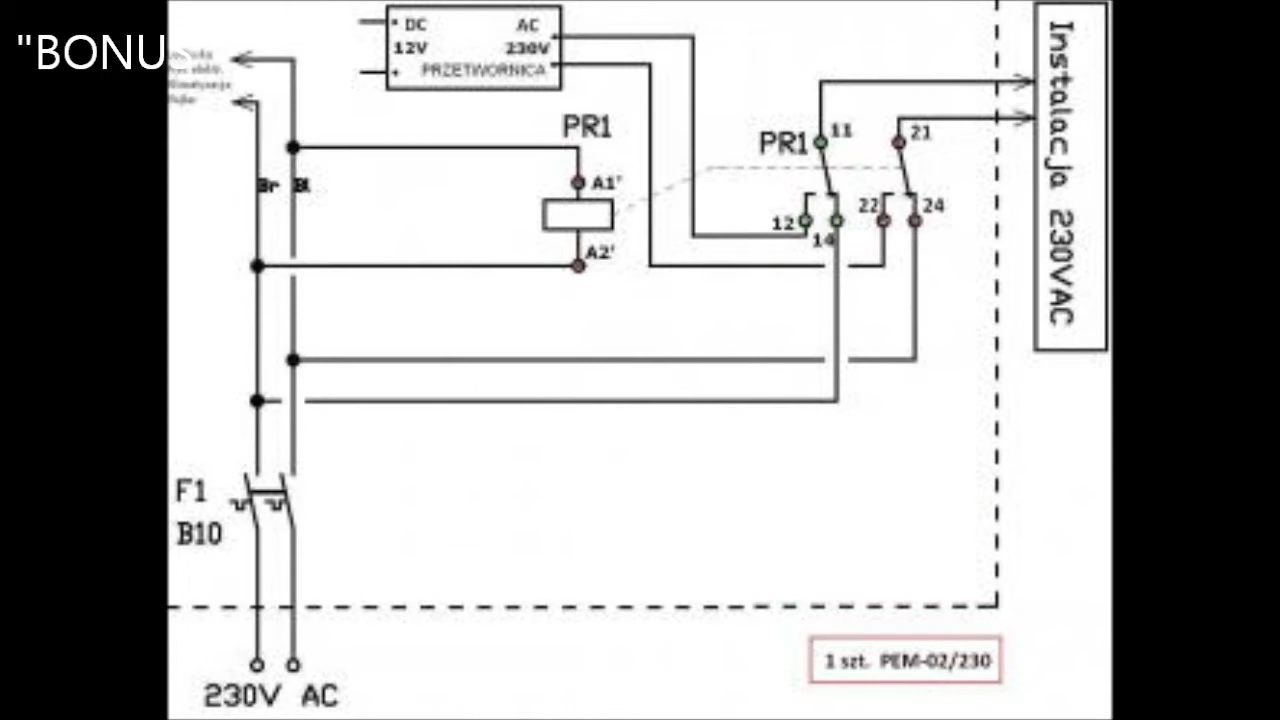 "BONUS
DC AC
12V 230V
PRZETWORNICA
PR1
A1'
A2'
Br Bl
PR1
11
21
12
14
22
24
Instalacja 230VAC
F1
B10
1 szt. PEM-02/230
230V AC